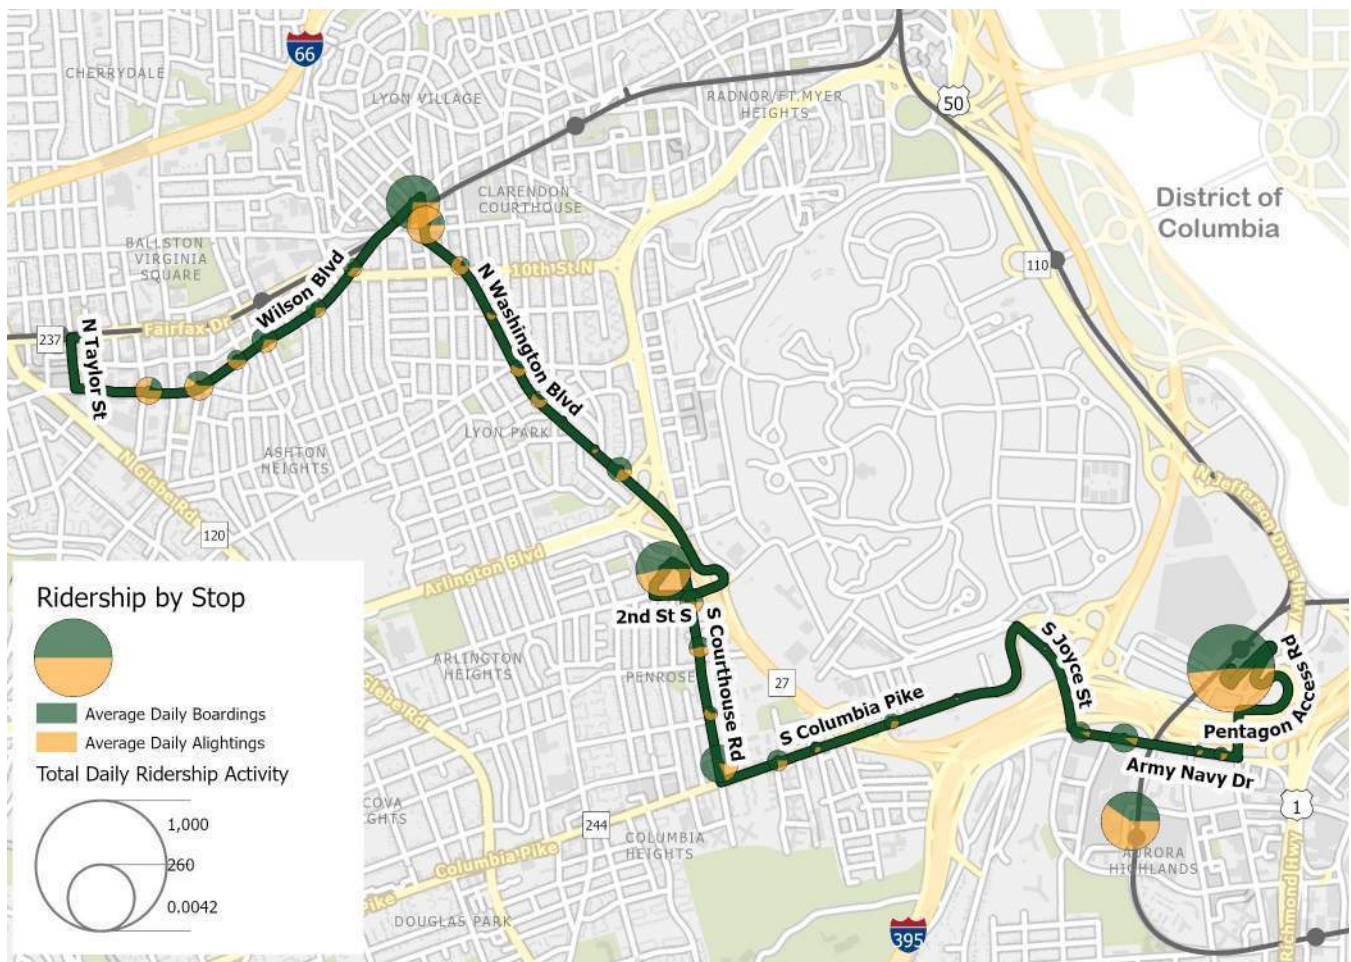 66
CHERRYDALE
LYON VILLAGE
RADNOR/FT.MYER
HEIGHTS
50
District of
Columbia
CLARENDON -
COURTHOUSE
BALLSTON -
VIRGINIA
SQUARE
10th St N
110
Wilson Blvd
N Washington Blvd
237
Fairfax Dr
N Taylor St
LYON PARK
ASHTON
HEIGHTS
N Glebe Rd
120
N Jefferson Davis Hwy
Arlington Blvd
Ridership by Stop
Average Daily Boardings
Average Daily Alightings
Total Daily Ridership Activity
1,000
260
0.0042
2nd St S
S Courthouse Rd
ARLINGTON
HEIGHTS
PENROSE
27
S Joyce St
S Columbia Pike
Pentagon Access Rd
Army Navy Dr
1
244
COLUMBIA
HEIGHTS
Columbia Pike
Pike
DOUGLAS PARK
AURORA
HIGHLANDS
395
Richmond Hwy